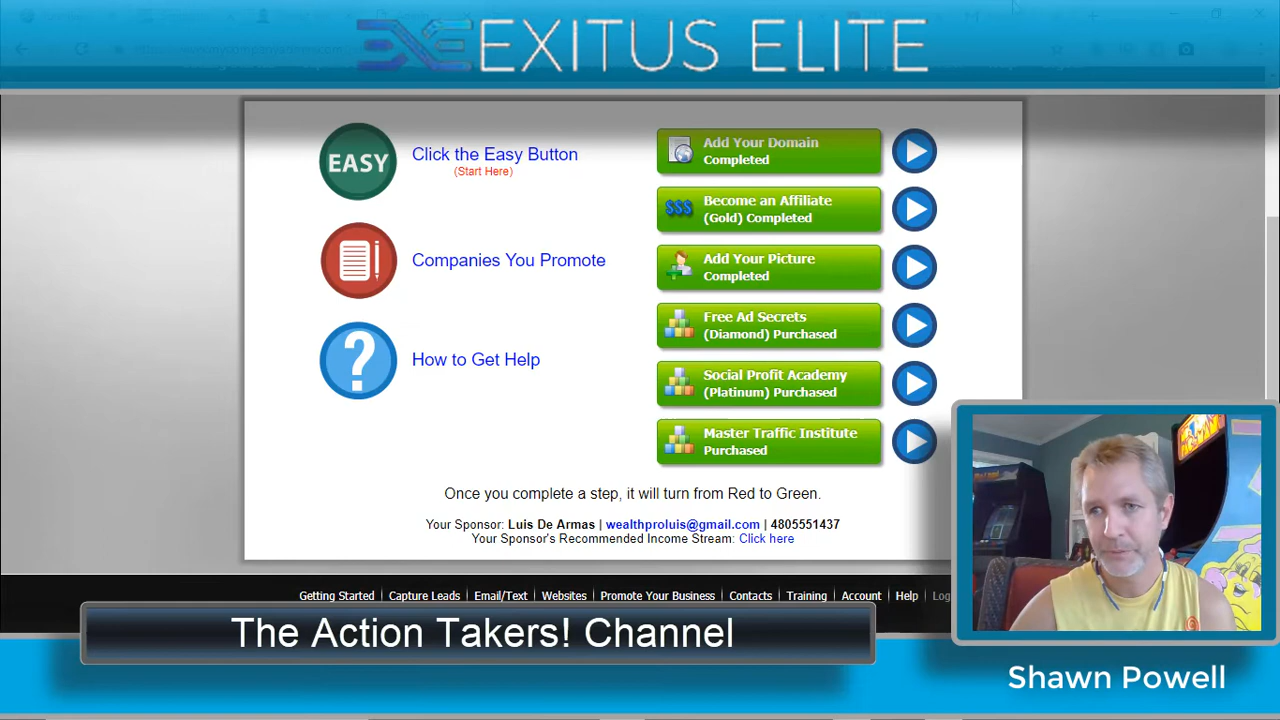 EXITUS ELITE
EASY
Click the Easy Button
(Start Here)
Companies You Promote
?
How to Get Help
Add Your Domain
Completed
$$$
Become an Affiliate
(Gold) Completed
Add Your Picture
Completed
Free Ad Secrets
(Diamond) Purchased
Social Profit Academy
(Platinum) Purchased
Master Traffic Institute
Purchased
Once you complete a step, it will turn from Red to Green.
Your Sponsor: Luis De Armas | wealthproluis@gmail.com | 4805551437
Your Sponsor's Recommended Income Stream: Click here
Getting Started | Capture Leads | Email/Text | Websites | Promote Your Business | Contacts | Training | Account | Help | Log
The Action Takers! Channel
Shawn Powell